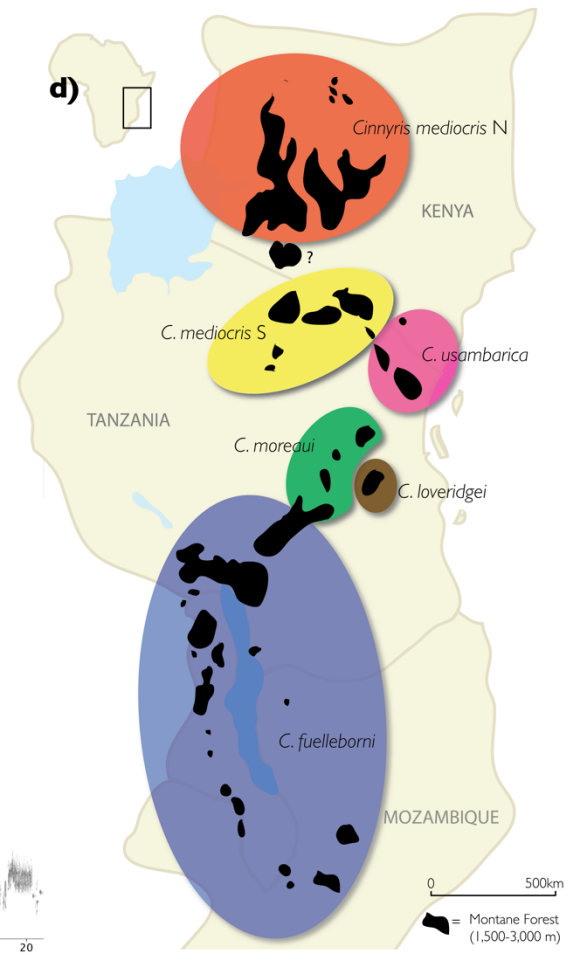 d)
Cinnyris mediocris N
KENYA
?
C. mediocris S
C. usambarica
TANZANIA
C. moreaui
C. loveridgei
C. fuelleborni
MOZAMBIQUE
0 500km
= Montane Forest
(1,500-3,000 m)
20